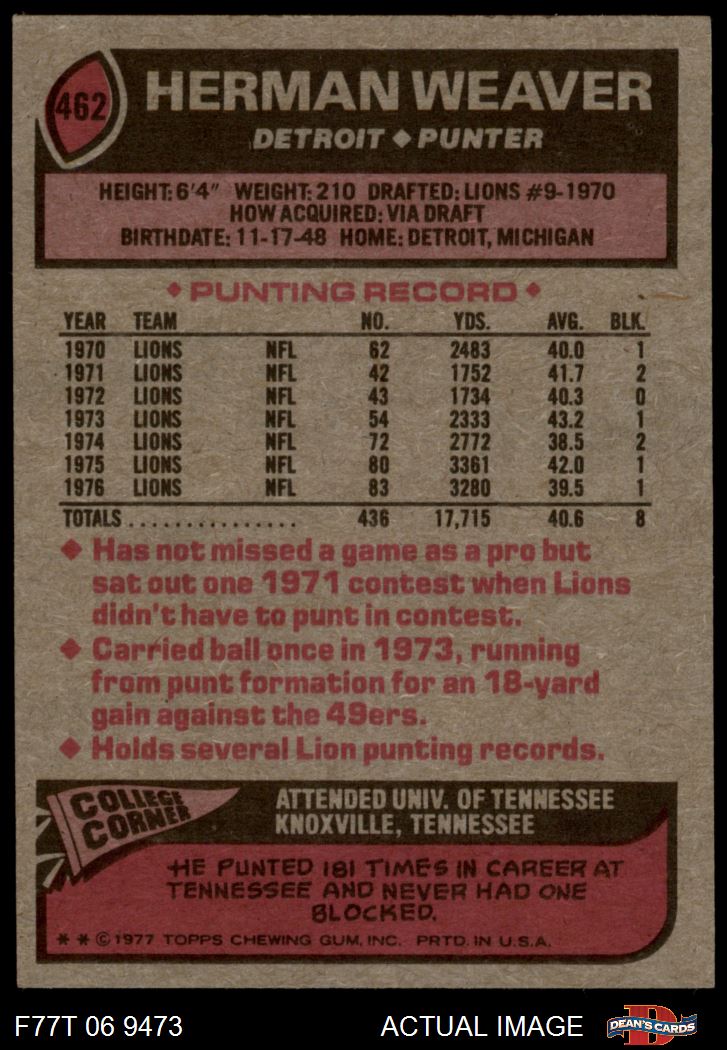 462 HERMAN WEAVER
DETROIT ◆ PUNTER
HEIGHT: 6'4" WEIGHT: 210 DRAFTED: LIONS #9-1970
HOW ACQUIRED: VIA DRAFT
BIRTHDATE: 11-17-48 HOME: DETROIT, MICHIGAN
◆ PUNTING RECORD ◆
YEAR TEAM NO. YDS. AVG. BLK.
1970 LIONS NFL 62 2483 40.0 1
1971 LIONS NFL 42 1752 41.7 2
1972 LIONS NFL 43 1734 40.3 0
1973 LIONS NFL 54 2333 43.2 1
1974 LIONS NFL 72 2772 38.5 2
1975 LIONS NFL 80 3361 42.0 1
1976 LIONS NFL 83 3280 39.5 1
TOTALS ............... 436 17,715 40.6 8
◆ Has not missed a game as a pro but
sat out one 1971 contest when Lions
didn't have to punt in contest.
◆ Carried ball once in 1973, running
from punt formation for an 18-yard
gain against the 49ers.
◆ Holds several Lion punting records.
COLLEGE
CORNER
ATTENDED UNIV. OF TENNESSEE
KNOXVILLE, TENNESSEE
HE PUNTED 181 TIMES IN CAREER AT
TENNESSEE AND NEVER HAD ONE
BLOCKED.
* * © 1977 TOPPS CHEWING GUM, INC. PRTD. IN U.S.A.
F77T 06 9473 ACTUAL IMAGE D DEAN'S CARDS